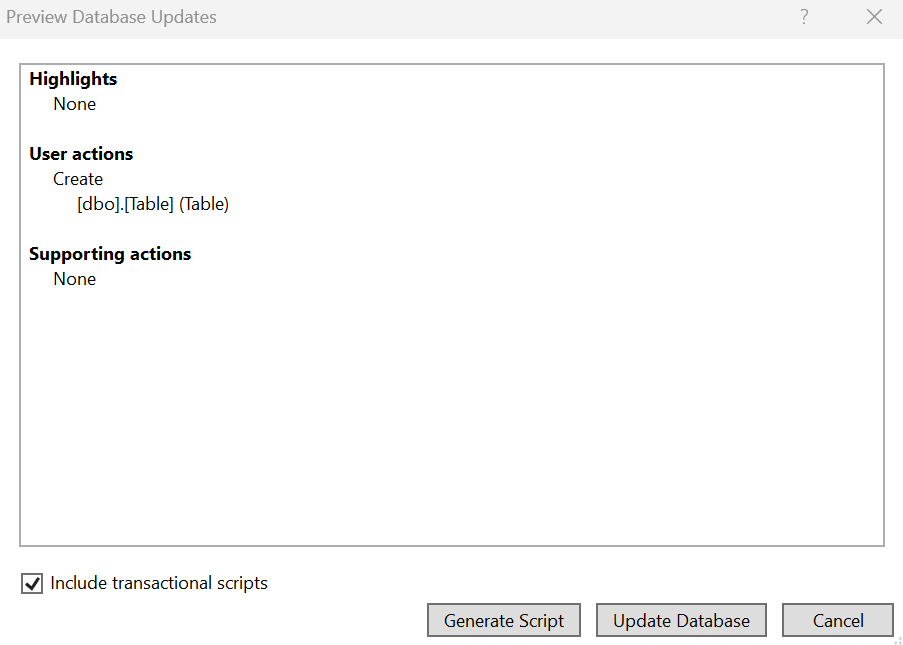 Preview Database Updates
Highlights
None
User actions
Create
[dbo].[Table] (Table)
Supporting actions
None
Include transactional scripts
Generate Script
Update Database
Cancel